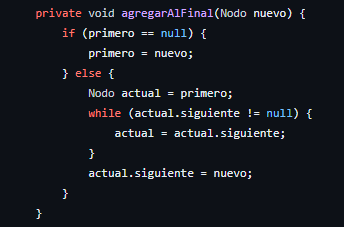 private void agregarAlFinal(Nodo nuevo) {
    if (primero == null) {
        primero = nuevo;
    } else {
        Nodo actual = primero;
        while (actual.siguiente != null) {
            actual = actual.siguiente;
        }
        actual.siguiente = nuevo;
    }
}